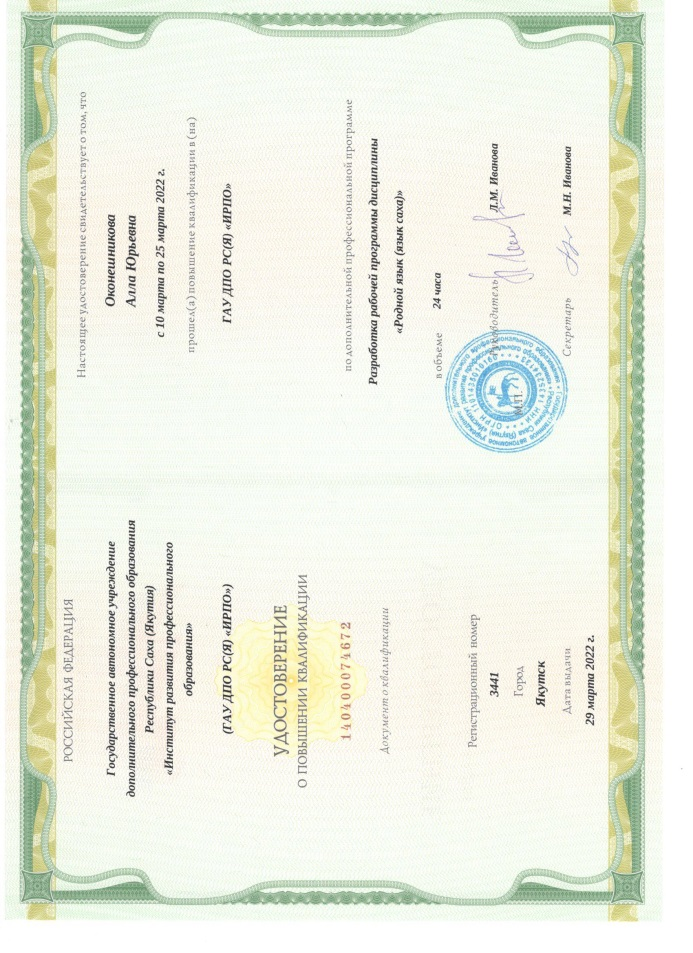 РОССИЙСКАЯ ФЕДЕРАЦИЯ
Государственное автономное учреждение
дополнительного профессионального образования
Республики Саха (Якутия)
«Институт развития профессионального
образования»
(ГАУ ДПО РС(Я) «ИРПО»)
УДОСТОВЕРЕНИЕ
О ПОВЫШЕНИИ КВАЛИФИКАЦИИ
140400074672
Документ о квалификации
Регистрационный номер
3441
Город
Якутск
Дата выдачи
29 марта 2022 г.
Настоящее удостоверение свидетельствует о том, что
Оконешникова
Алла Юрьевна
с 10 марта по 25 марта 2022 г.
прошел(а) повышение квалификации в (на)
ГАУ ДПО РС(Я) «ИРПО»
по дополнительной профессиональной программе
Разработка рабочей программы дисциплины
«Родной язык (язык саха)»
в объеме 24 часа
Руководитель Л.М. Иванова
М.П.
Секретарь М.Н. Иванова